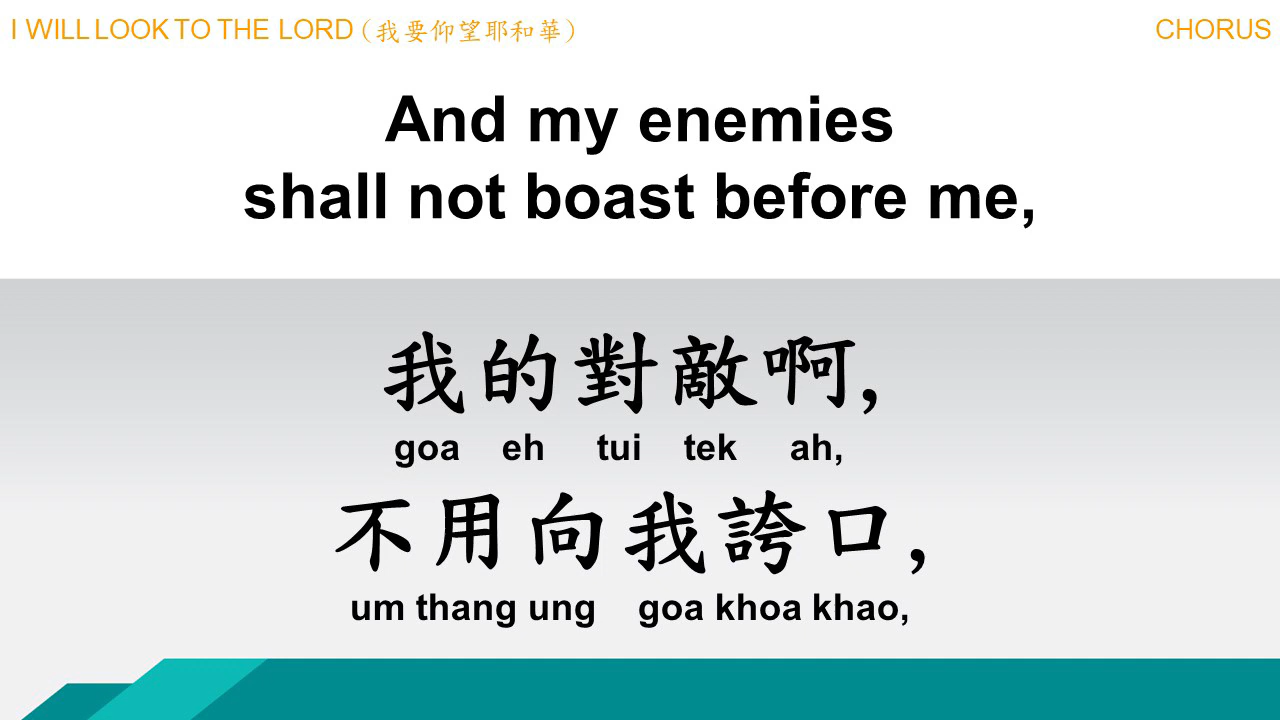 I WILL LOOK TO THE LORD (我要仰望耶和華)
CHORUS
And my enemies
shall not boast before me,
我的對敵啊,
goa eh tui tek ah,
不用向我誇口,
um thang ung goa khoa khao,